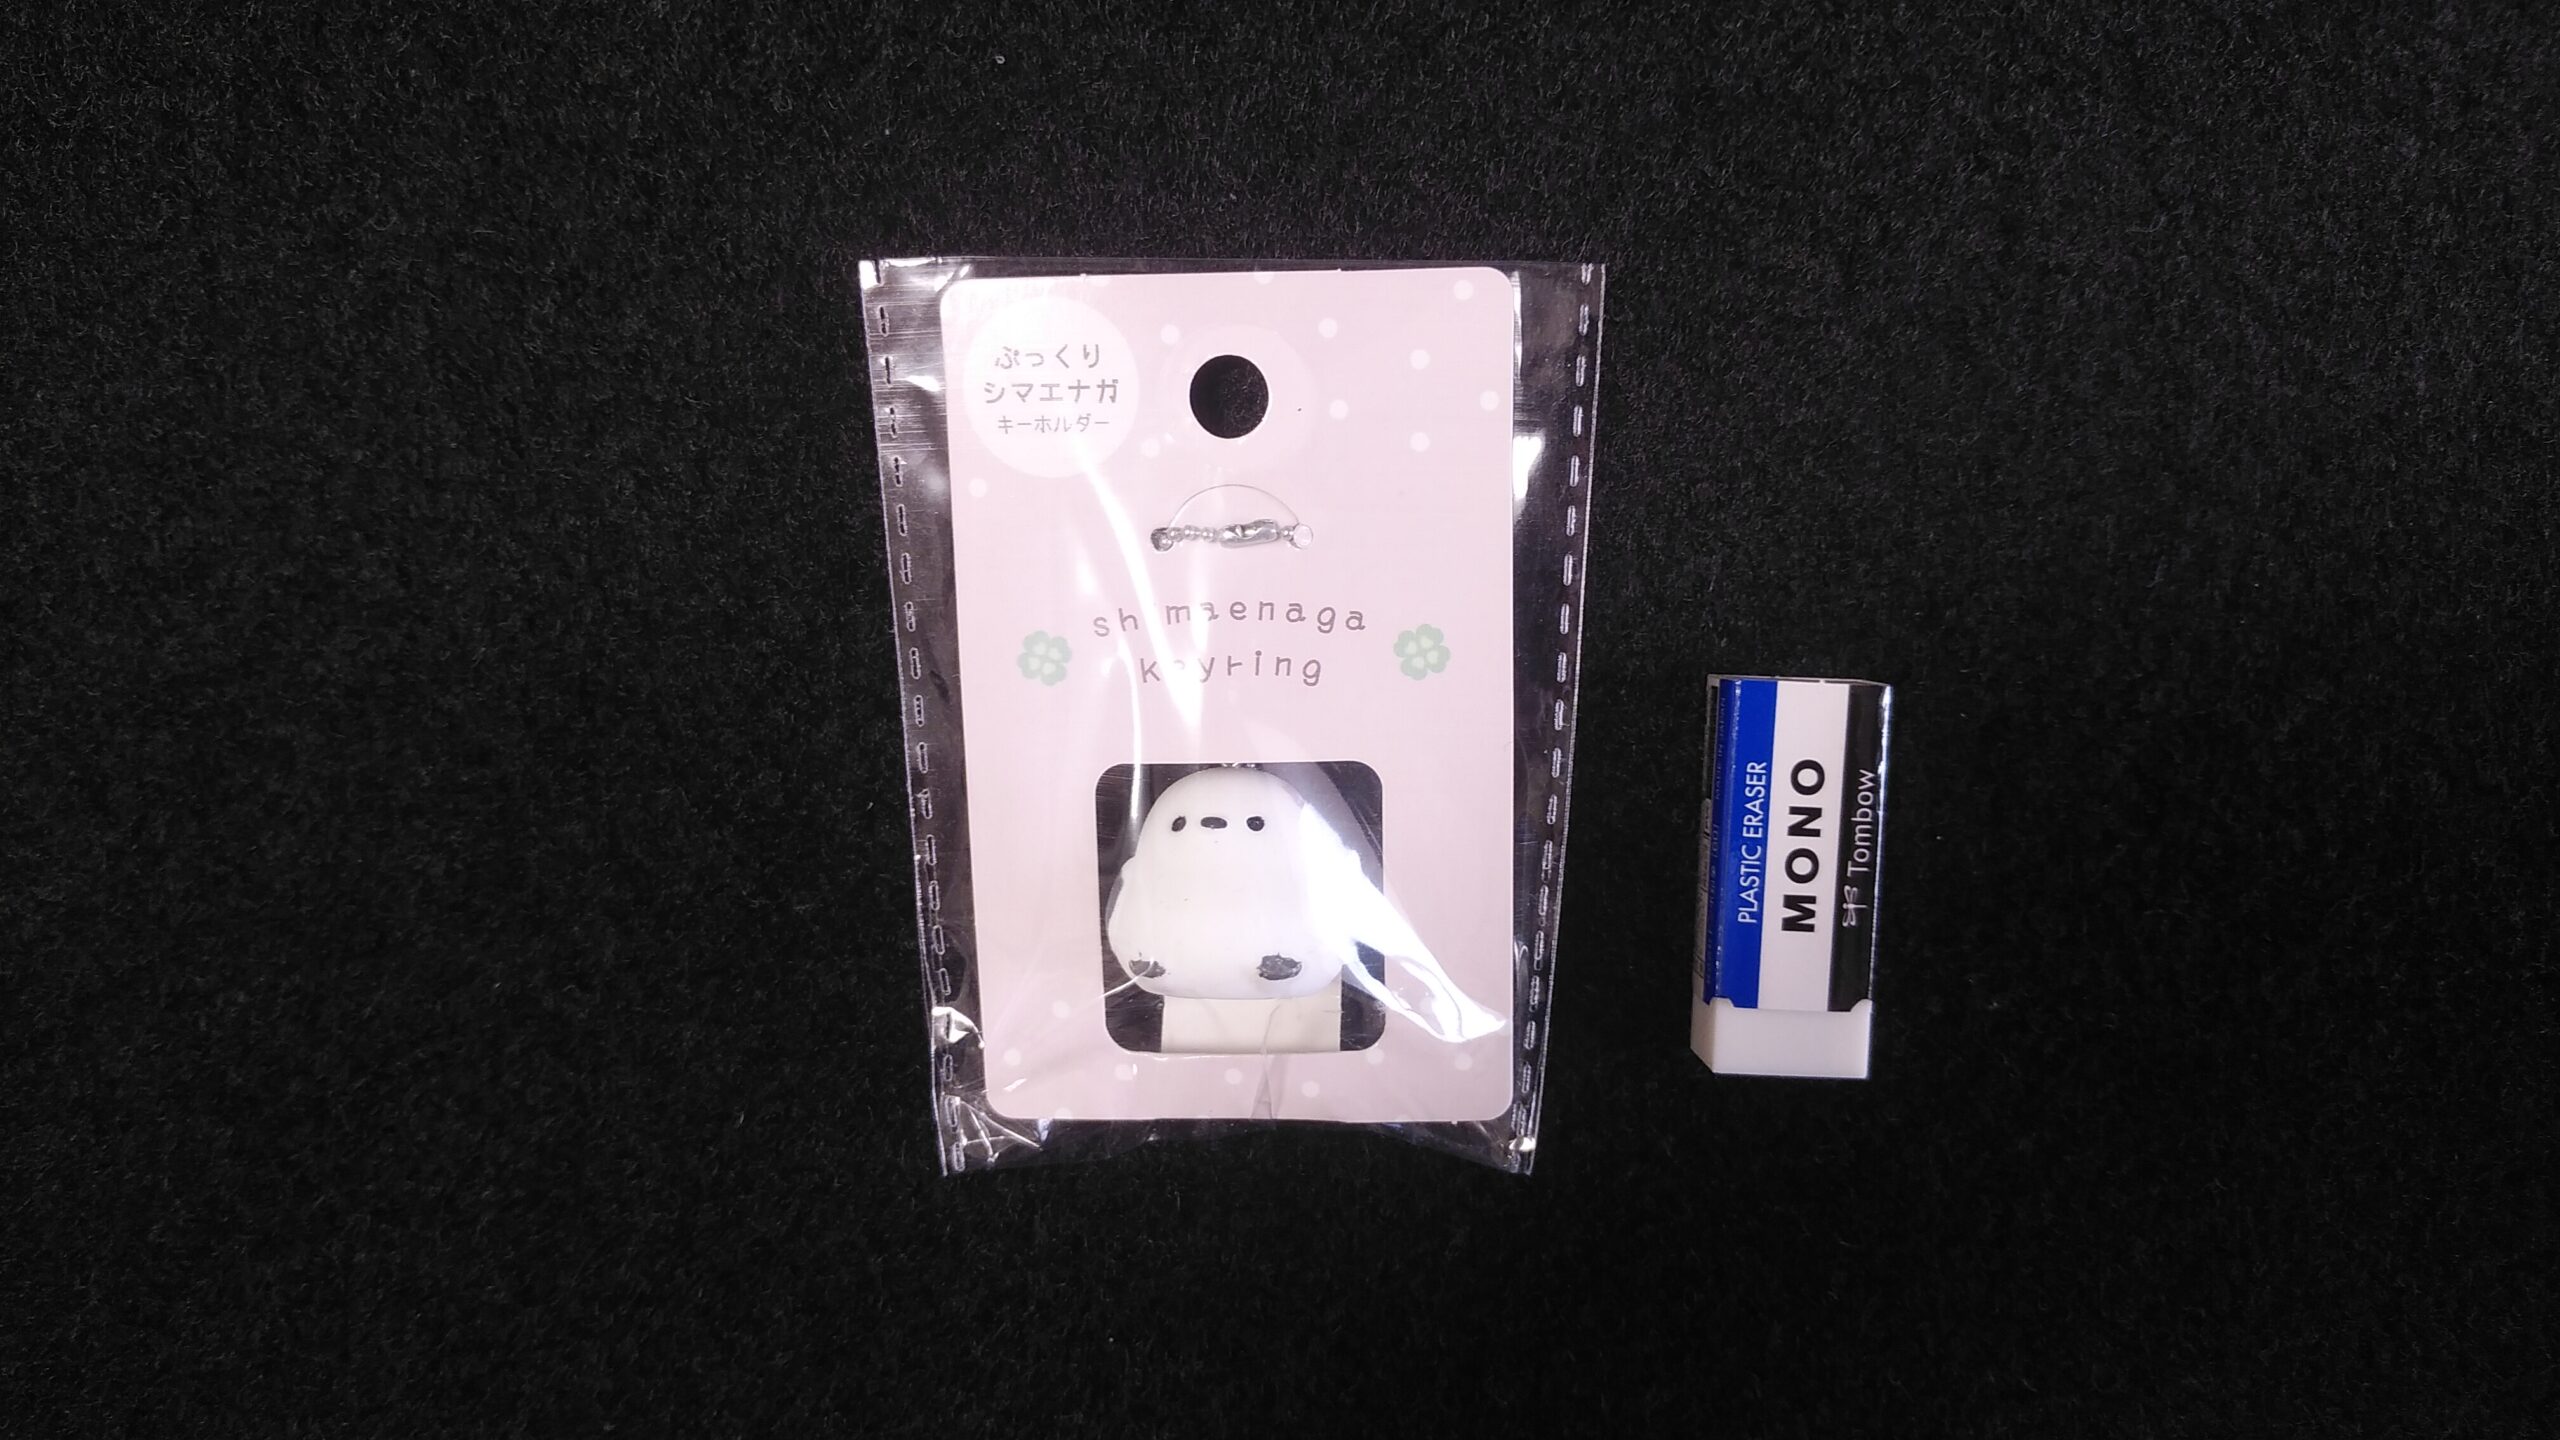 ぷっくり
シマエナガ
キーホルダー
shimaenaga
keyring
PLASTIC ERASER
MONO
Tombow